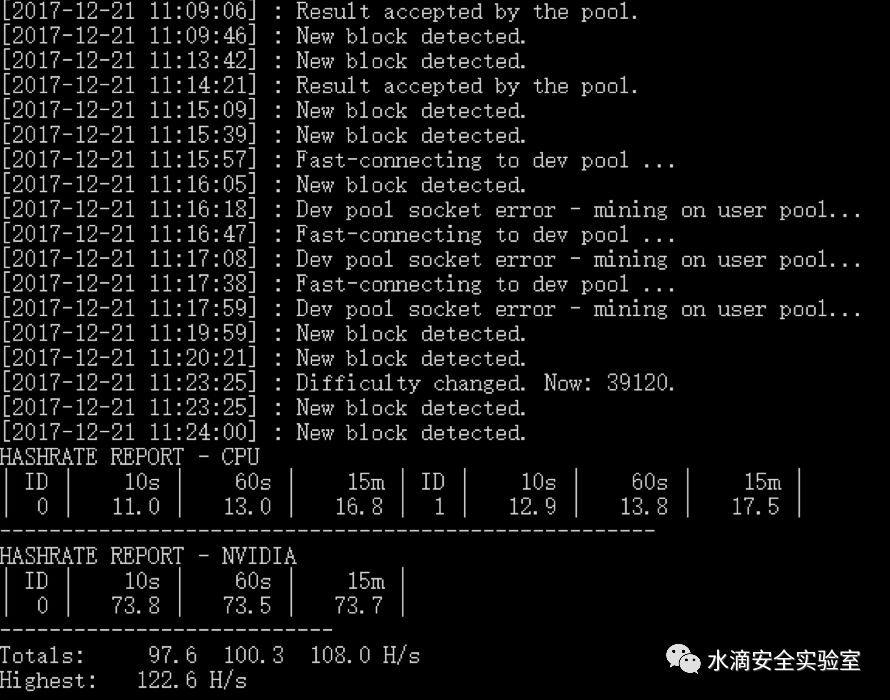 [2017-12-21 11:09:06] : Result accepted by the pool.
[2017-12-21 11:09:46] : New block detected.
[2017-12-21 11:13:42] : New block detected.
[2017-12-21 11:14:21] : Result accepted by the pool.
[2017-12-21 11:15:09] : New block detected.
[2017-12-21 11:15:39] : New block detected.
[2017-12-21 11:15:57] : Fast-connecting to dev pool ...
[2017-12-21 11:16:05] : New block detected.
[2017-12-21 11:16:18] : Dev pool socket error - mining on user pool...
[2017-12-21 11:16:47] : Fast-connecting to dev pool ...
[2017-12-21 11:17:08] : Dev pool socket error - mining on user pool...
[2017-12-21 11:17:38] : Fast-connecting to dev pool ...
[2017-12-21 11:17:59] : Dev pool socket error - mining on user pool...
[2017-12-21 11:19:59] : New block detected.
[2017-12-21 11:20:21] : New block detected.
[2017-12-21 11:23:25] : Difficulty changed. Now: 39120.
[2017-12-21 11:23:25] : New block detected.
[2017-12-21 11:24:00] : New block detected.
HASHRATE REPORT - CPU
| ID | 10s | 60s | 15m | ID | 10s | 60s | 15m |
| 0 | 11.0 | 13.0 | 16.8 | 1 | 12.9 | 13.8 | 17.5 |
-----------------------------------------------------
HASHRATE REPORT - NVIDIA
| ID | 10s | 60s | 15m |
| 0 | 73.8 | 73.5 | 73.7 |
---------------------------
Totals: 97.6 100.3 108.0 H/s
Highest: 122.6 H/s
水滴安全实验室